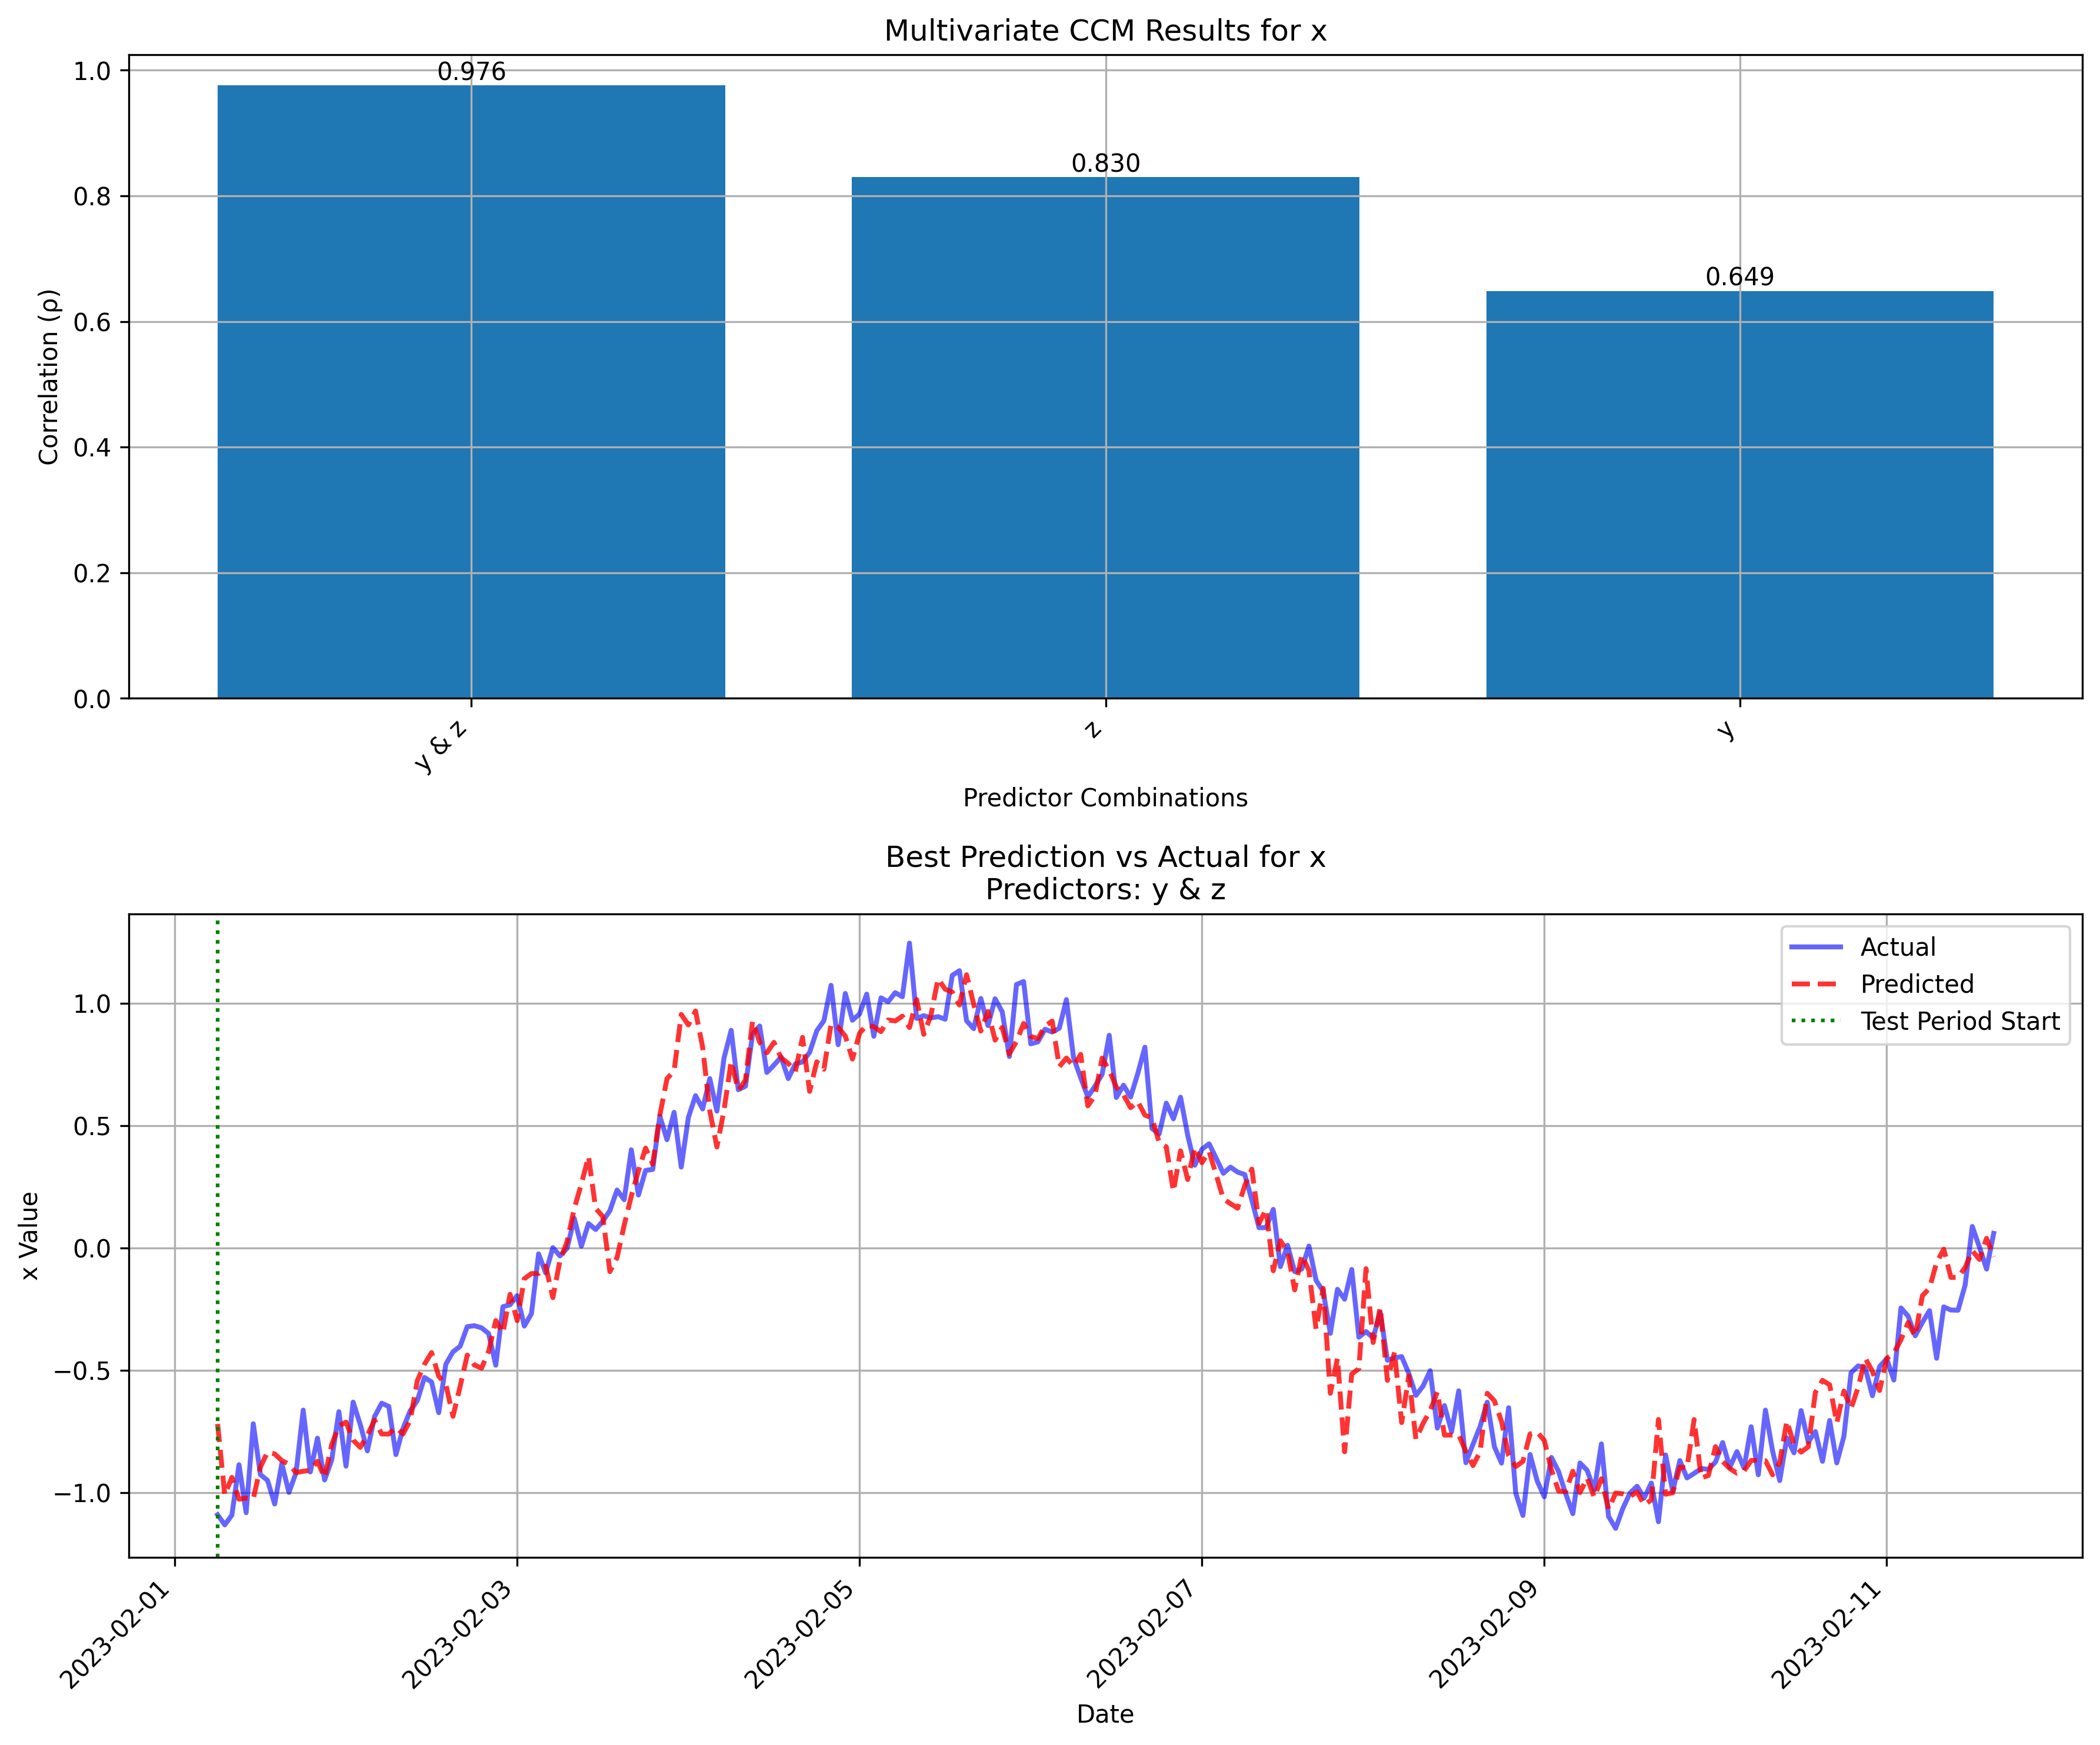 Multivariate CCM Results for x
1.0
0.8
0.6
0.4
0.2
0.0
Correlation (ρ)
0.976
0.830
0.649
y & z
z
y
Predictor Combinations
Best Prediction vs Actual for x
Predictors: y & z
1.0
0.5
0.0
−0.5
−1.0
x Value
Actual
Predicted
Test Period Start
2023-02-01
2023-02-03
2023-02-05
2023-02-07
2023-02-09
2023-02-11
Date